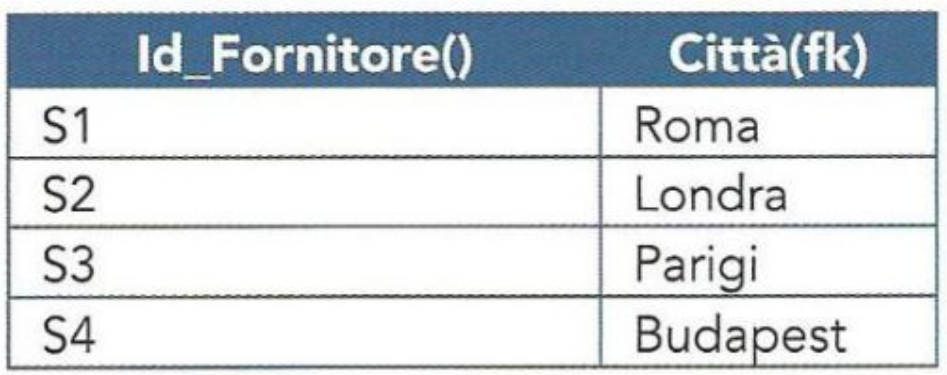 Id_Fornitore() Città(fk)
S1 Roma
S2 Londra
S3 Parigi
S4 Budapest